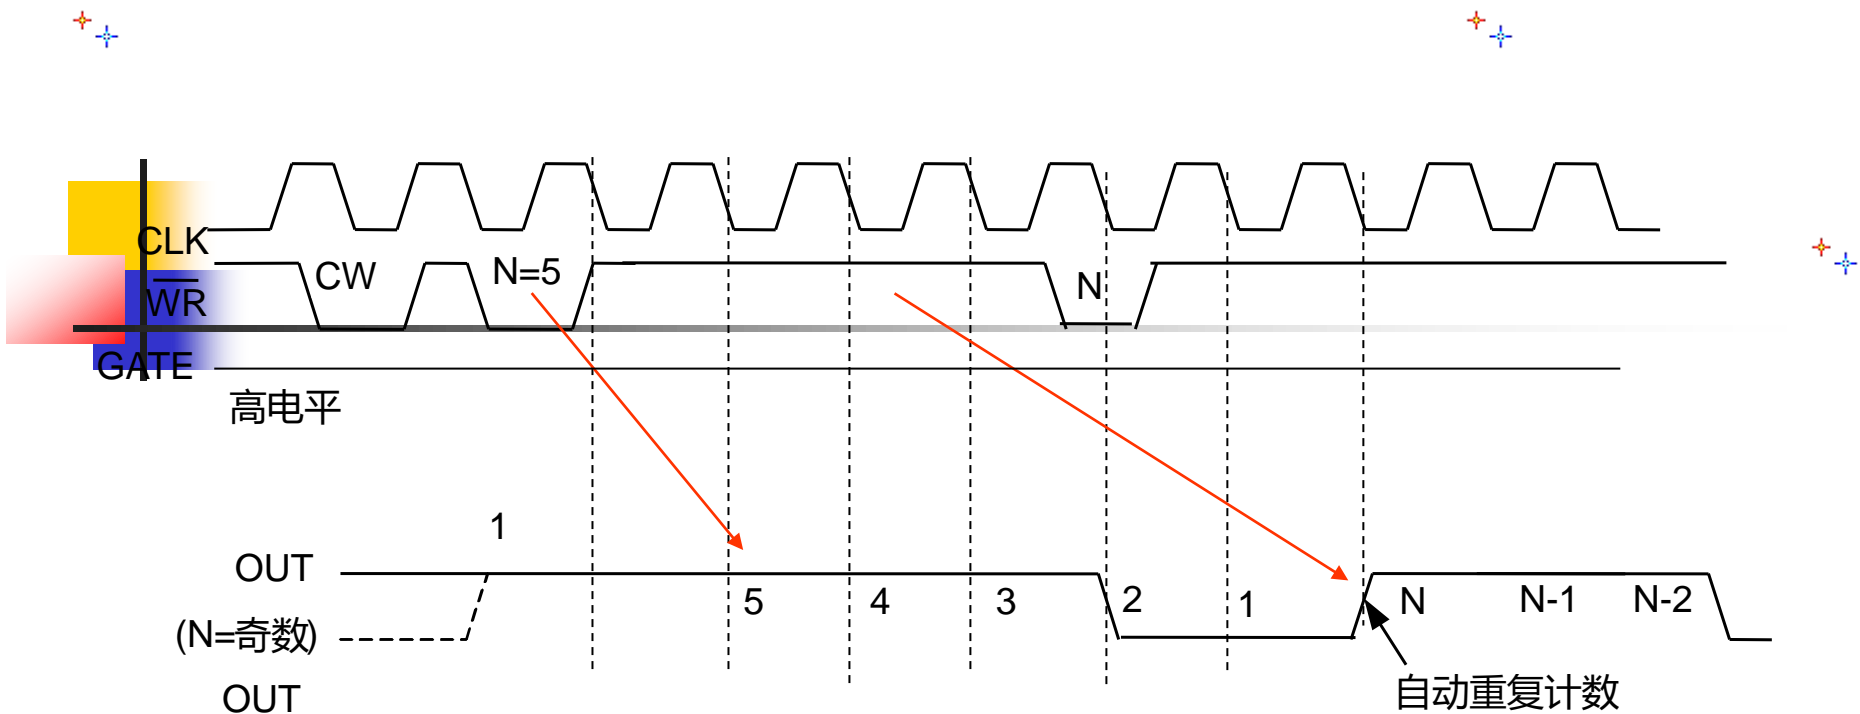 CLK
CW
N=5
N
WR
GATE
高电平
1
OUT
5 4 3 2 1 N N-1 N-2
(N=奇数)
自动重复计数
OUT